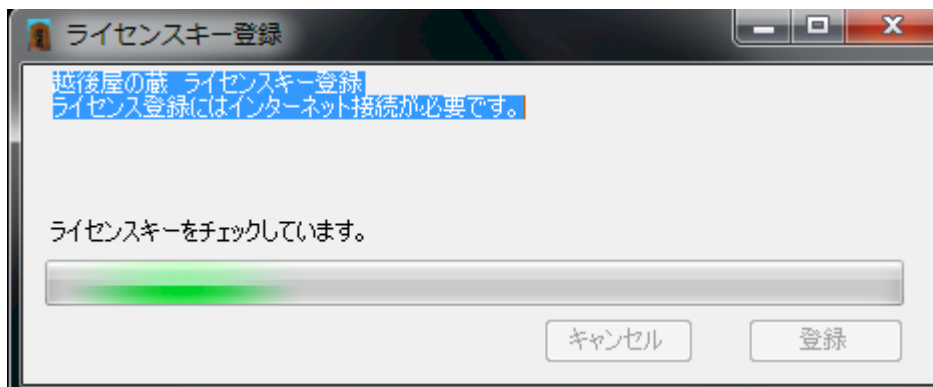 ライセンスキー登録
越後屋の蔵 ライセンスキー登録
ライセンス登録にはインターネット接続が必要です。
ライセンスキーをチェックしています。
キャンセル 登録